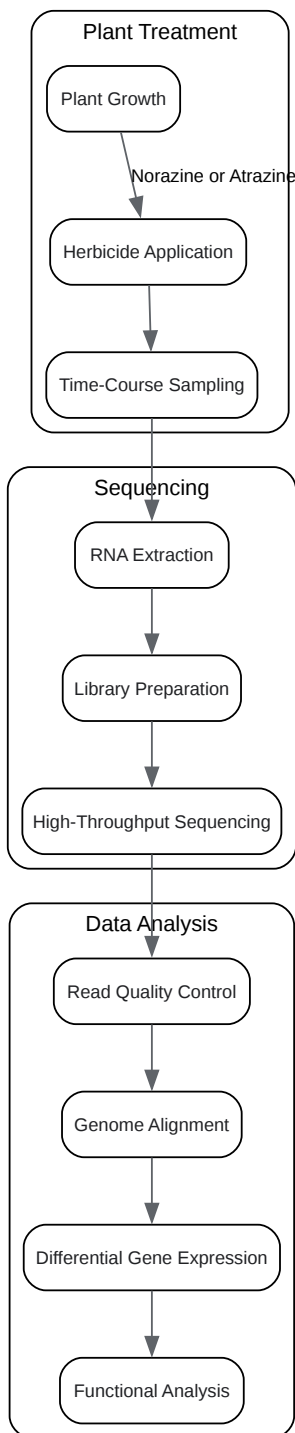 Plant Treatment
Plant Growth
Norazine or Atrazine
Herbicide Application
Time-Course Sampling
Sequencing
RNA Extraction
Library Preparation
High-Throughput Sequencing
Data Analysis
Read Quality Control
Genome Alignment
Differential Gene Expression
Functional Analysis